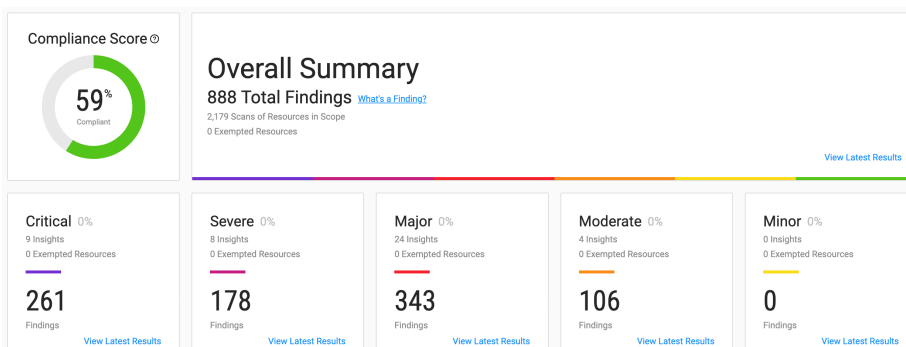 Compliance Score ?
59%
Compliant
Overall Summary
888 Total Findings What's a Finding?
2,179 Scans of Resources in Scope
0 Exempted Resources
View Latest Results
Critical 0%
9 Insights
0 Exempted Resources
261
Findings
View Latest Results
Severe 0%
8 Insights
0 Exempted Resources
178
Findings
View Latest Results
Major 0%
24 Insights
0 Exempted Resources
343
Findings
View Latest Results
Moderate 0%
4 Insights
0 Exempted Resources
106
Findings
View Latest Results
Minor 0%
0 Insights
0 Exempted Resources
0
Findings
View Latest Results